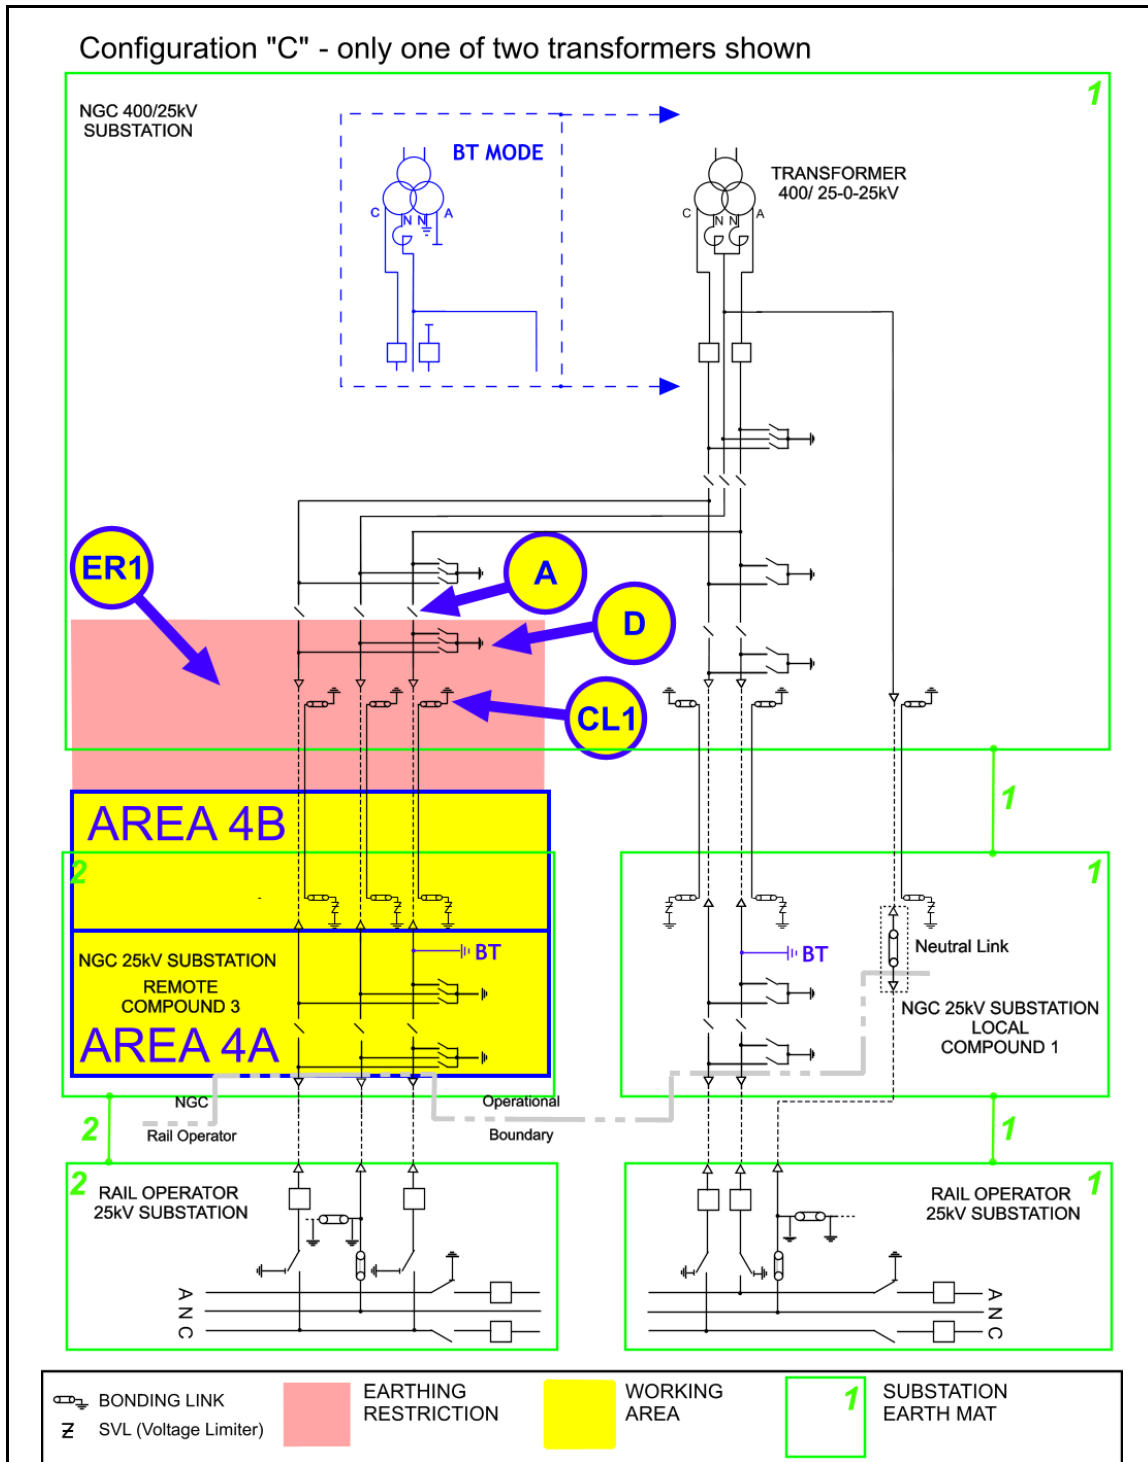 Configuration "C" - only one of two transformers shown
1
NGC 400/25kV
SUBSTATION
BT MODE
TRANSFORMER
400/ 25-0-25kV
C N N A
C N N A
ER1
A
D
CL1
1
AREA 4B
2
1
NGC 25kV SUBSTATION
REMOTE
COMPOUND 3
BT
BT
Neutral Link
NGC 25kV SUBSTATION
LOCAL
COMPOUND 1
AREA 4A
NGC
Operational
2
Rail Operator
Boundary
1
2
RAIL OPERATOR
25kV SUBSTATION
RAIL OPERATOR
25kV SUBSTATION
1
A
N
C
A
N
C
BONDING LINK
SVL (Voltage Limiter)
EARTHING
RESTRICTION
WORKING
AREA
1
SUBSTATION
EARTH MAT